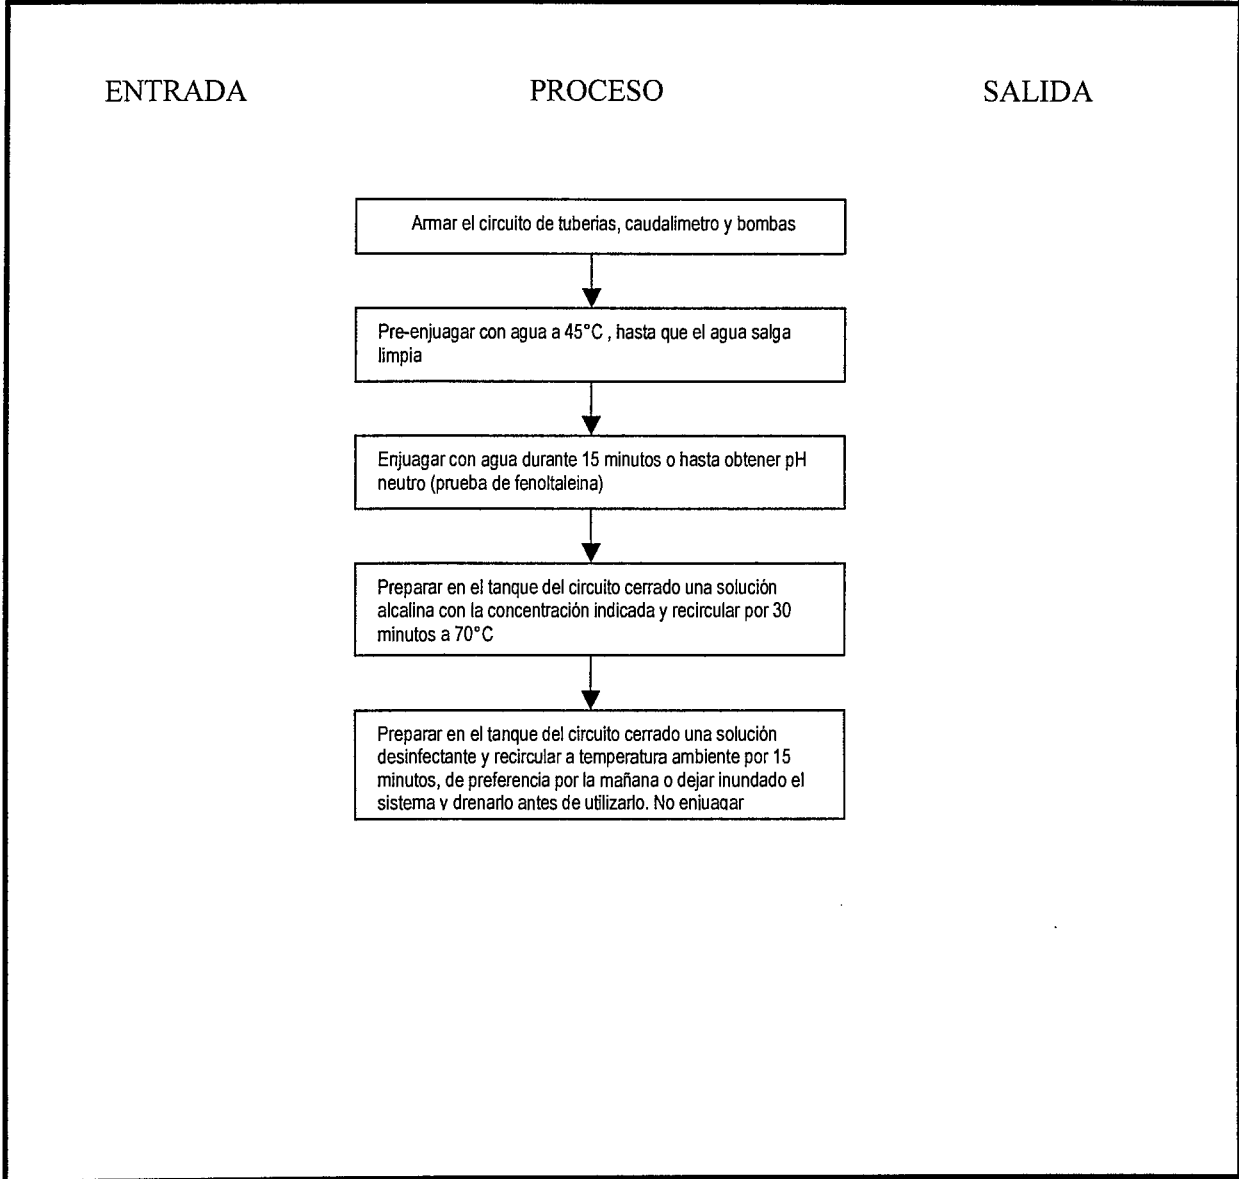 ENTRADA PROCESO SALIDA
Armar el circuito de tuberias, caudalimetro y bombas
Pre-enjuagar con agua a 45°C , hasta que el agua salga
limpia
Enjuagar con agua durante 15 minutos o hasta obtener pH
neutro (prueba de fenoltaleina)
Preparar en el tanque del circuito cerrado una solución
alcalina con la concentración indicada y recircular por 30
minutos a 70°C
Preparar en el tanque del circuito cerrado una solución
desinfectante y recircular a temperatura ambiente por 15
minutos, de preferencia por la mañana o dejar inundado el
sistema y drenarlo antes de utilizarlo. No enjuagar